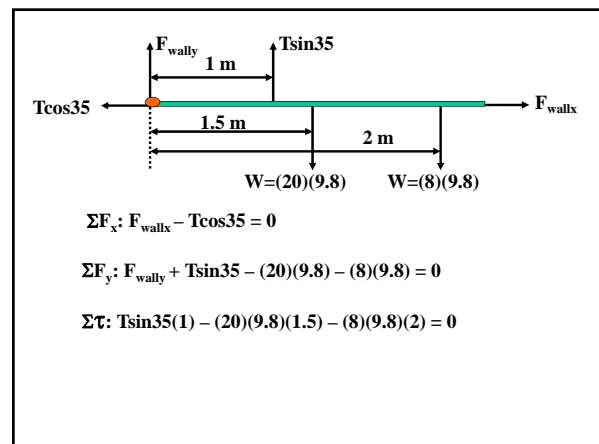 F_wally Tsin35
1 m
Tcos35 F_wallx
1.5 m
2 m
W=(20)(9.8) W=(8)(9.8)
ΣF_x: F_wallx – Tcos35 = 0
ΣF_y: F_wally + Tsin35 – (20)(9.8) – (8)(9.8) = 0
Στ: Tsin35(1) – (20)(9.8)(1.5) – (8)(9.8)(2) = 0